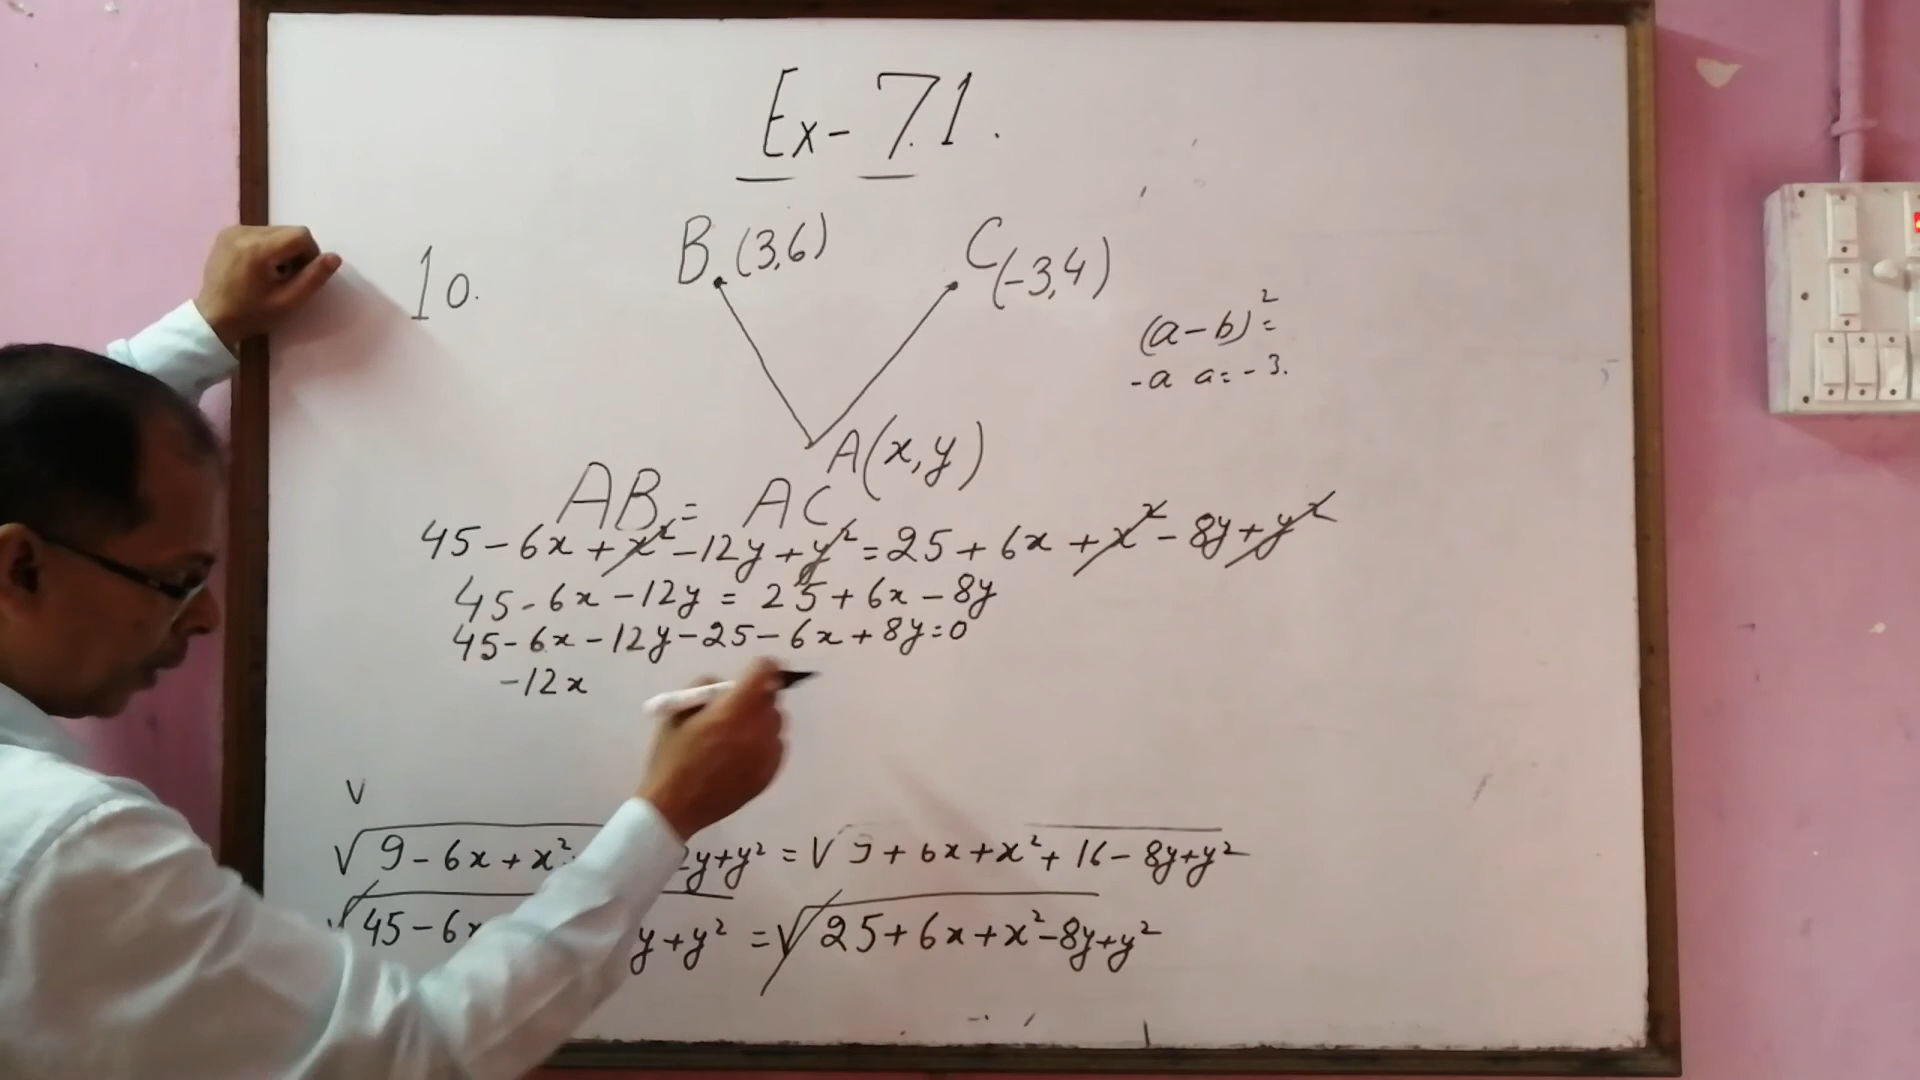 Ex- 7.1.
10.
B (3,6)
C(-3,4)
(a-b)²=
-a a=-3.
A(x,y)
AB = AC
45-6x+x²-12y+y²=25+6x+x²-8y+y²
45-6x-12y = 25+6x-8y
45-6x-12y-25-6x+8y=0
-12x
√9-6x+x² y+y² = √9+6x+x²+16-8y+y²
√45-6x y+y² = √25+6x+x²-8y+y²